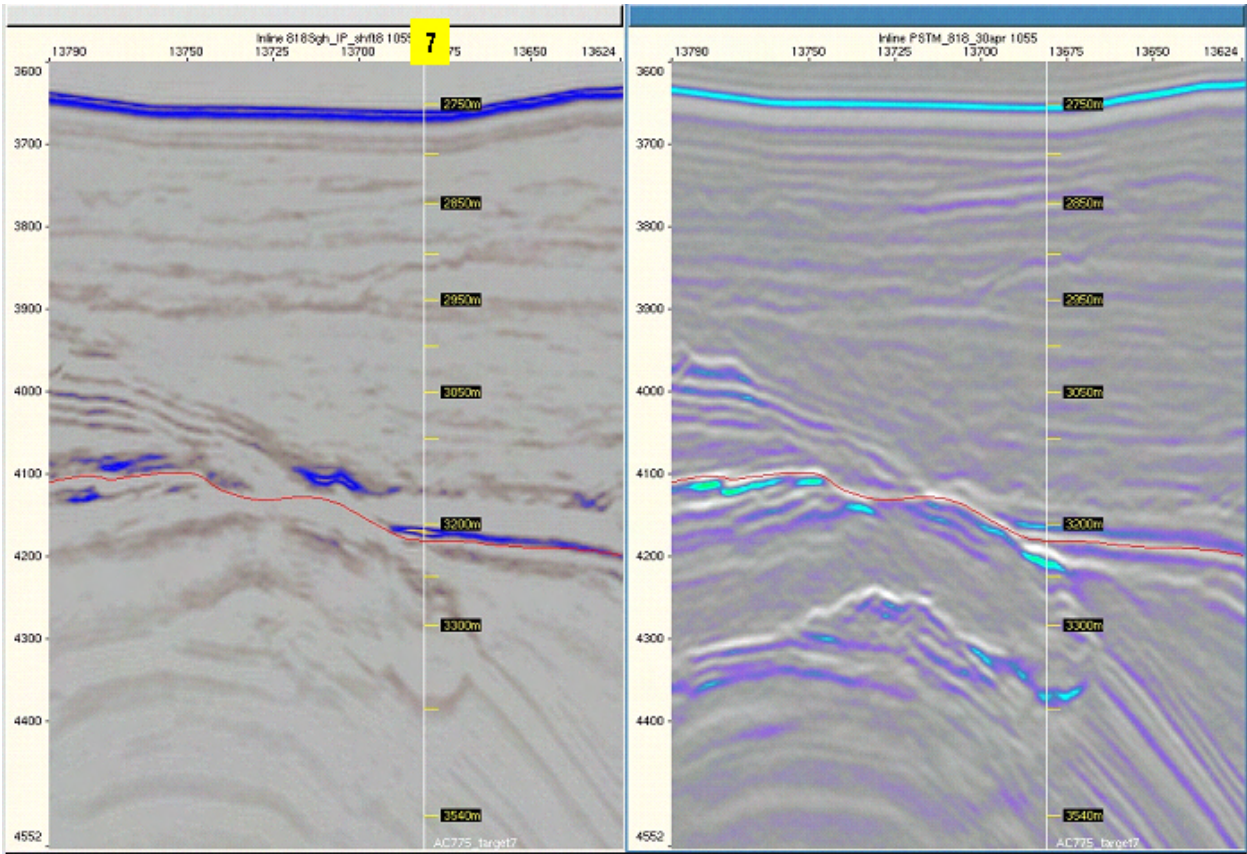 Inline 818Sgh_IP_shft8 1055
7
13790 13750 13725 13700 13650 13624
3600
3700
3800
3900
4000
4100
4200
4300
4400
4552
2750m
2850m
2950m
3050m
3200m
3300m
3540m
AC775_target7
Inline PSTM_818_30apr 1055
13780 13750 13725 13700 13675 13650 13624
3600
3700
3800
3900
4000
4100
4200
4300
4400
4552
2750m
2850m
2950m
3050m
3200m
3300m
3540m
AC775_target7